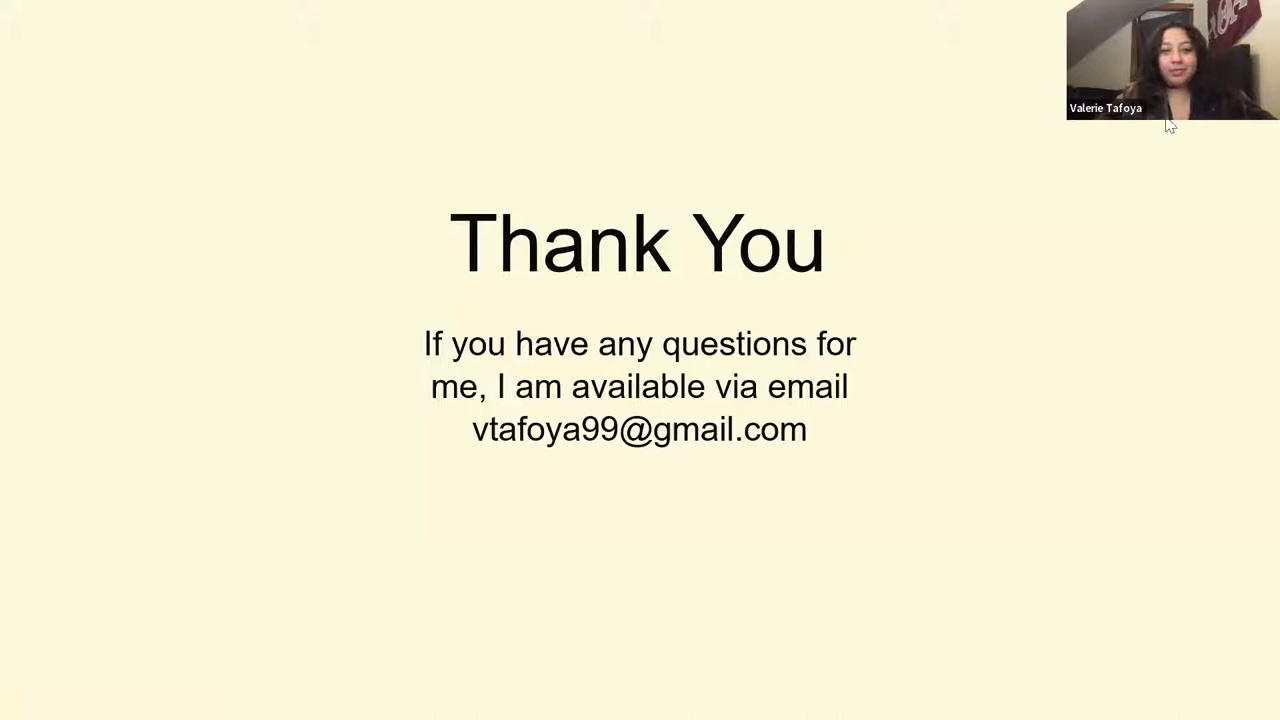 Valerie Tafoya
Thank You
If you have any questions for
me, I am available via email
vtafoya99@gmail.com